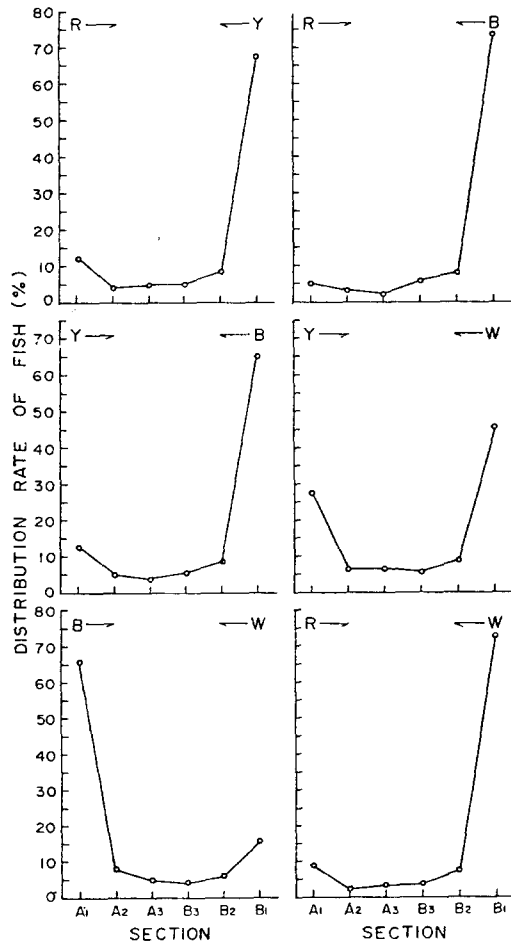 80
R → ← Y
R → ← B
70
60
50
40
30
20
10
0
Y → ← B
Y → ← W
70
60
50
40
30
20
10
0
DISTRIBUTION RATE OF FISH (%)
80
B → ← W
R → ← W
70
60
50
40
30
20
10
0
A1 A2 A3 B3 B2 B1
A1 A2 A3 B3 B2 B1
SECTION
SECTION